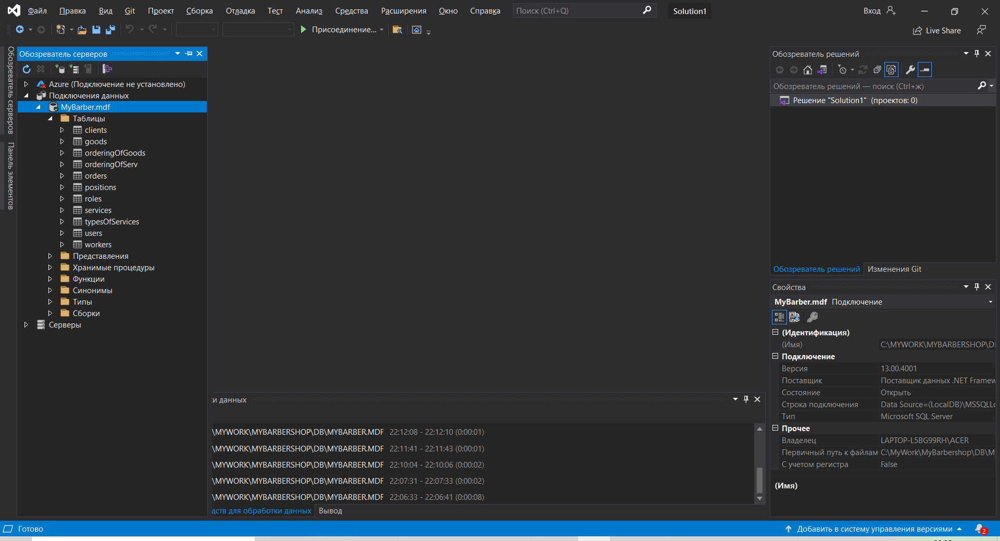 Файл Правка Вид Git Проект Сборка Отладка Тест Анализ Средства Расширения Окно Справка Поиск (Ctrl+Q) Solution1 Вход
Присоединение... Live Share
Обозреватель серверов
Панель элементов
Обозреватель серверов
Azure (Подключение не установлено)
Подключения данных
MyBarber.mdf
Таблицы
clients
goods
orderingOfGoods
orderingOfServ
orders
positions
roles
services
typesOfServices
users
workers
Представления
Хранимые процедуры
Функции
Синонимы
Типы
Сборки
Серверы
и данных
\MYWORK\MYBARBERSHOP\DB\MYBARBER.MDF 22:12:08 - 22:12:10 (0:00:01)
\MYWORK\MYBARBERSHOP\DB\MYBARBER.MDF 22:11:41 - 22:11:43 (0:00:01)
\MYWORK\MYBARBERSHOP\DB\MYBARBER.MDF 22:10:04 - 22:10:06 (0:00:02)
\MYWORK\MYBARBERSHOP\DB\MYBARBER.MDF 22:07:31 - 22:07:33 (0:00:02)
\MYWORK\MYBARBERSHOP\DB\MYBARBER.MDF 22:06:33 - 22:06:41 (0:00:08)
дств для обработки данных Вывод
Обозреватель решений
Обозреватель решений — поиск (Ctrl+ж)
Решение "Solution1" (проектов: 0)
Обозреватель решений Изменения Git
Свойства
MyBarber.mdf Подключение
(Идентификация)
(Имя) C:\MYWORK\MYBARBERSHOP\D
Подключение
Версия 13.00.4001
Поставщик Поставщик данных .NET Framew
Состояние Открыть
Строка подключения Data Source=(LocalDB)\MSSQLLo
Тип Microsoft SQL Server
Прочее
Владелец LAPTOP-L5BG99RH\ACER
Первичный путь к файлам C:\MyWork\MyBarbershop\DB\M
С учетом регистра False
(Имя)
Готово Добавить в систему управления версиями 2